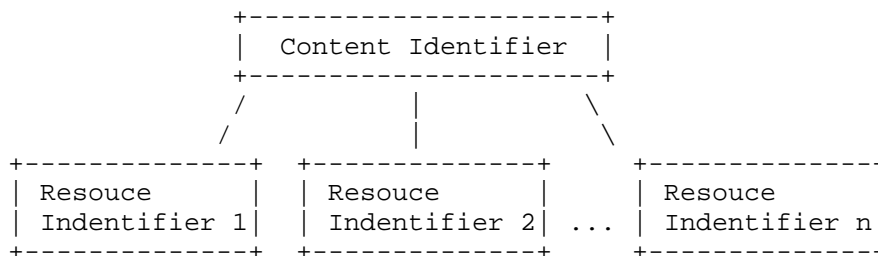 Content Identifier
Resouce Resouce Resouce
Indentifier 1 Indentifier 2 ... Indentifier n